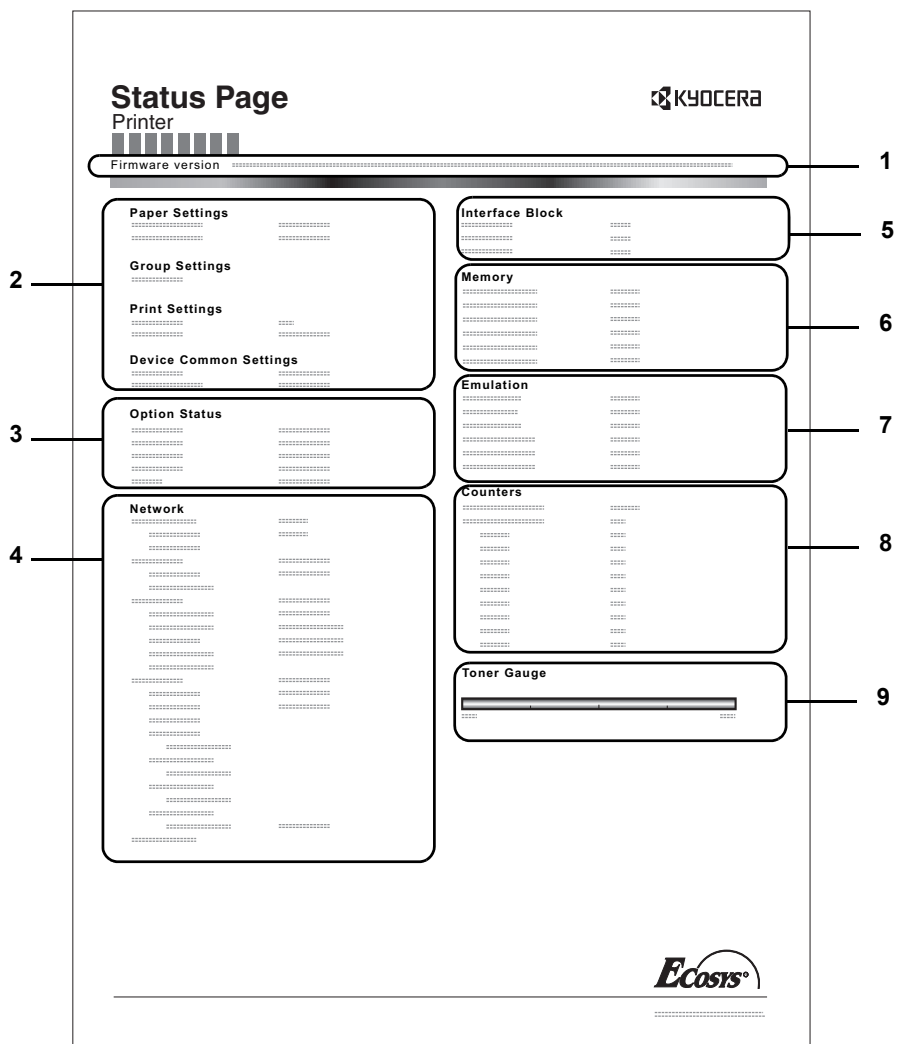 Status Page
KYOCERA
Printer
Firmware version
1
2
Paper Settings
Group Settings
Print Settings
Device Common Settings
3
Option Status
4
Network
Interface Block
5
Memory
6
Emulation
7
Counters
8
Toner Gauge
9
ECOSYS